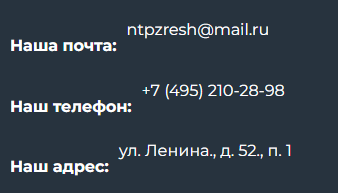 ntpzresh@mail.ru
Наша почта:
+7 (495) 210-28-98
Наш телефон:
ул. Ленина., д. 52., п. 1
Наш адрес: